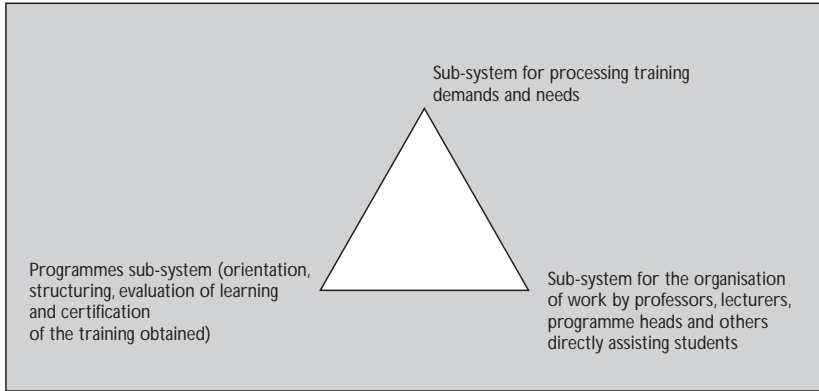 Sub-system for processing training
demands and needs
Programmes sub-system (orientation,
structuring, evaluation of learning
and certification
of the training obtained)
Sub-system for the organisation
of work by professors, lecturers,
programme heads and others
directly assisting students